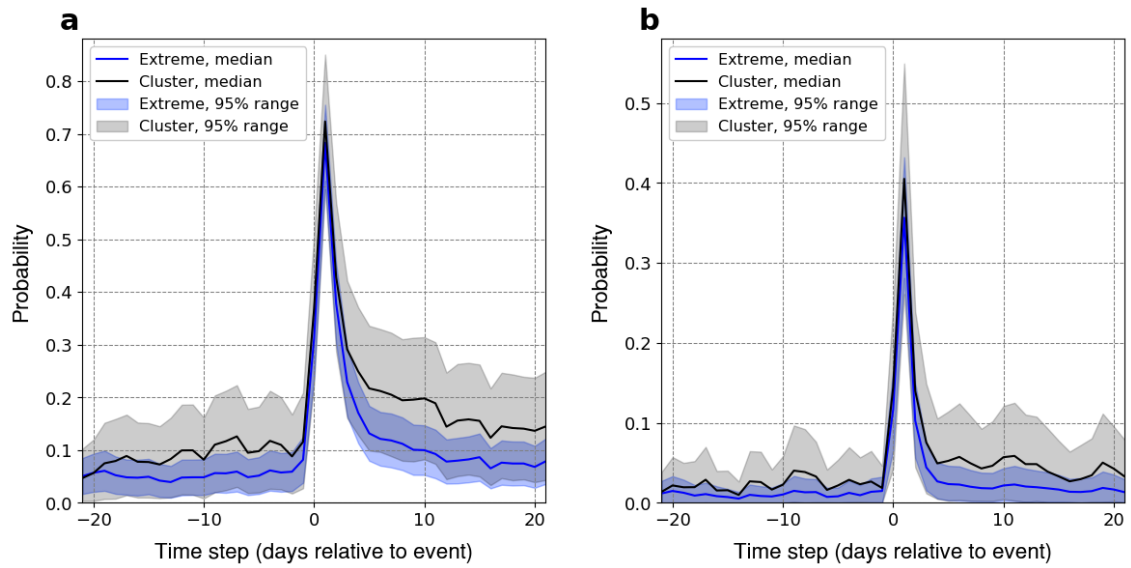 a
Extreme, median
Cluster, median
Extreme, 95% range
Cluster, 95% range
0.8
0.7
0.6
0.5
0.4
0.3
0.2
0.1
0.0
Probability
−20
−10
0
10
20
Time step (days relative to event)
b
Extreme, median
Cluster, median
Extreme, 95% range
Cluster, 95% range
0.5
0.4
0.3
0.2
0.1
0.0
Probability
−20
−10
0
10
20
Time step (days relative to event)